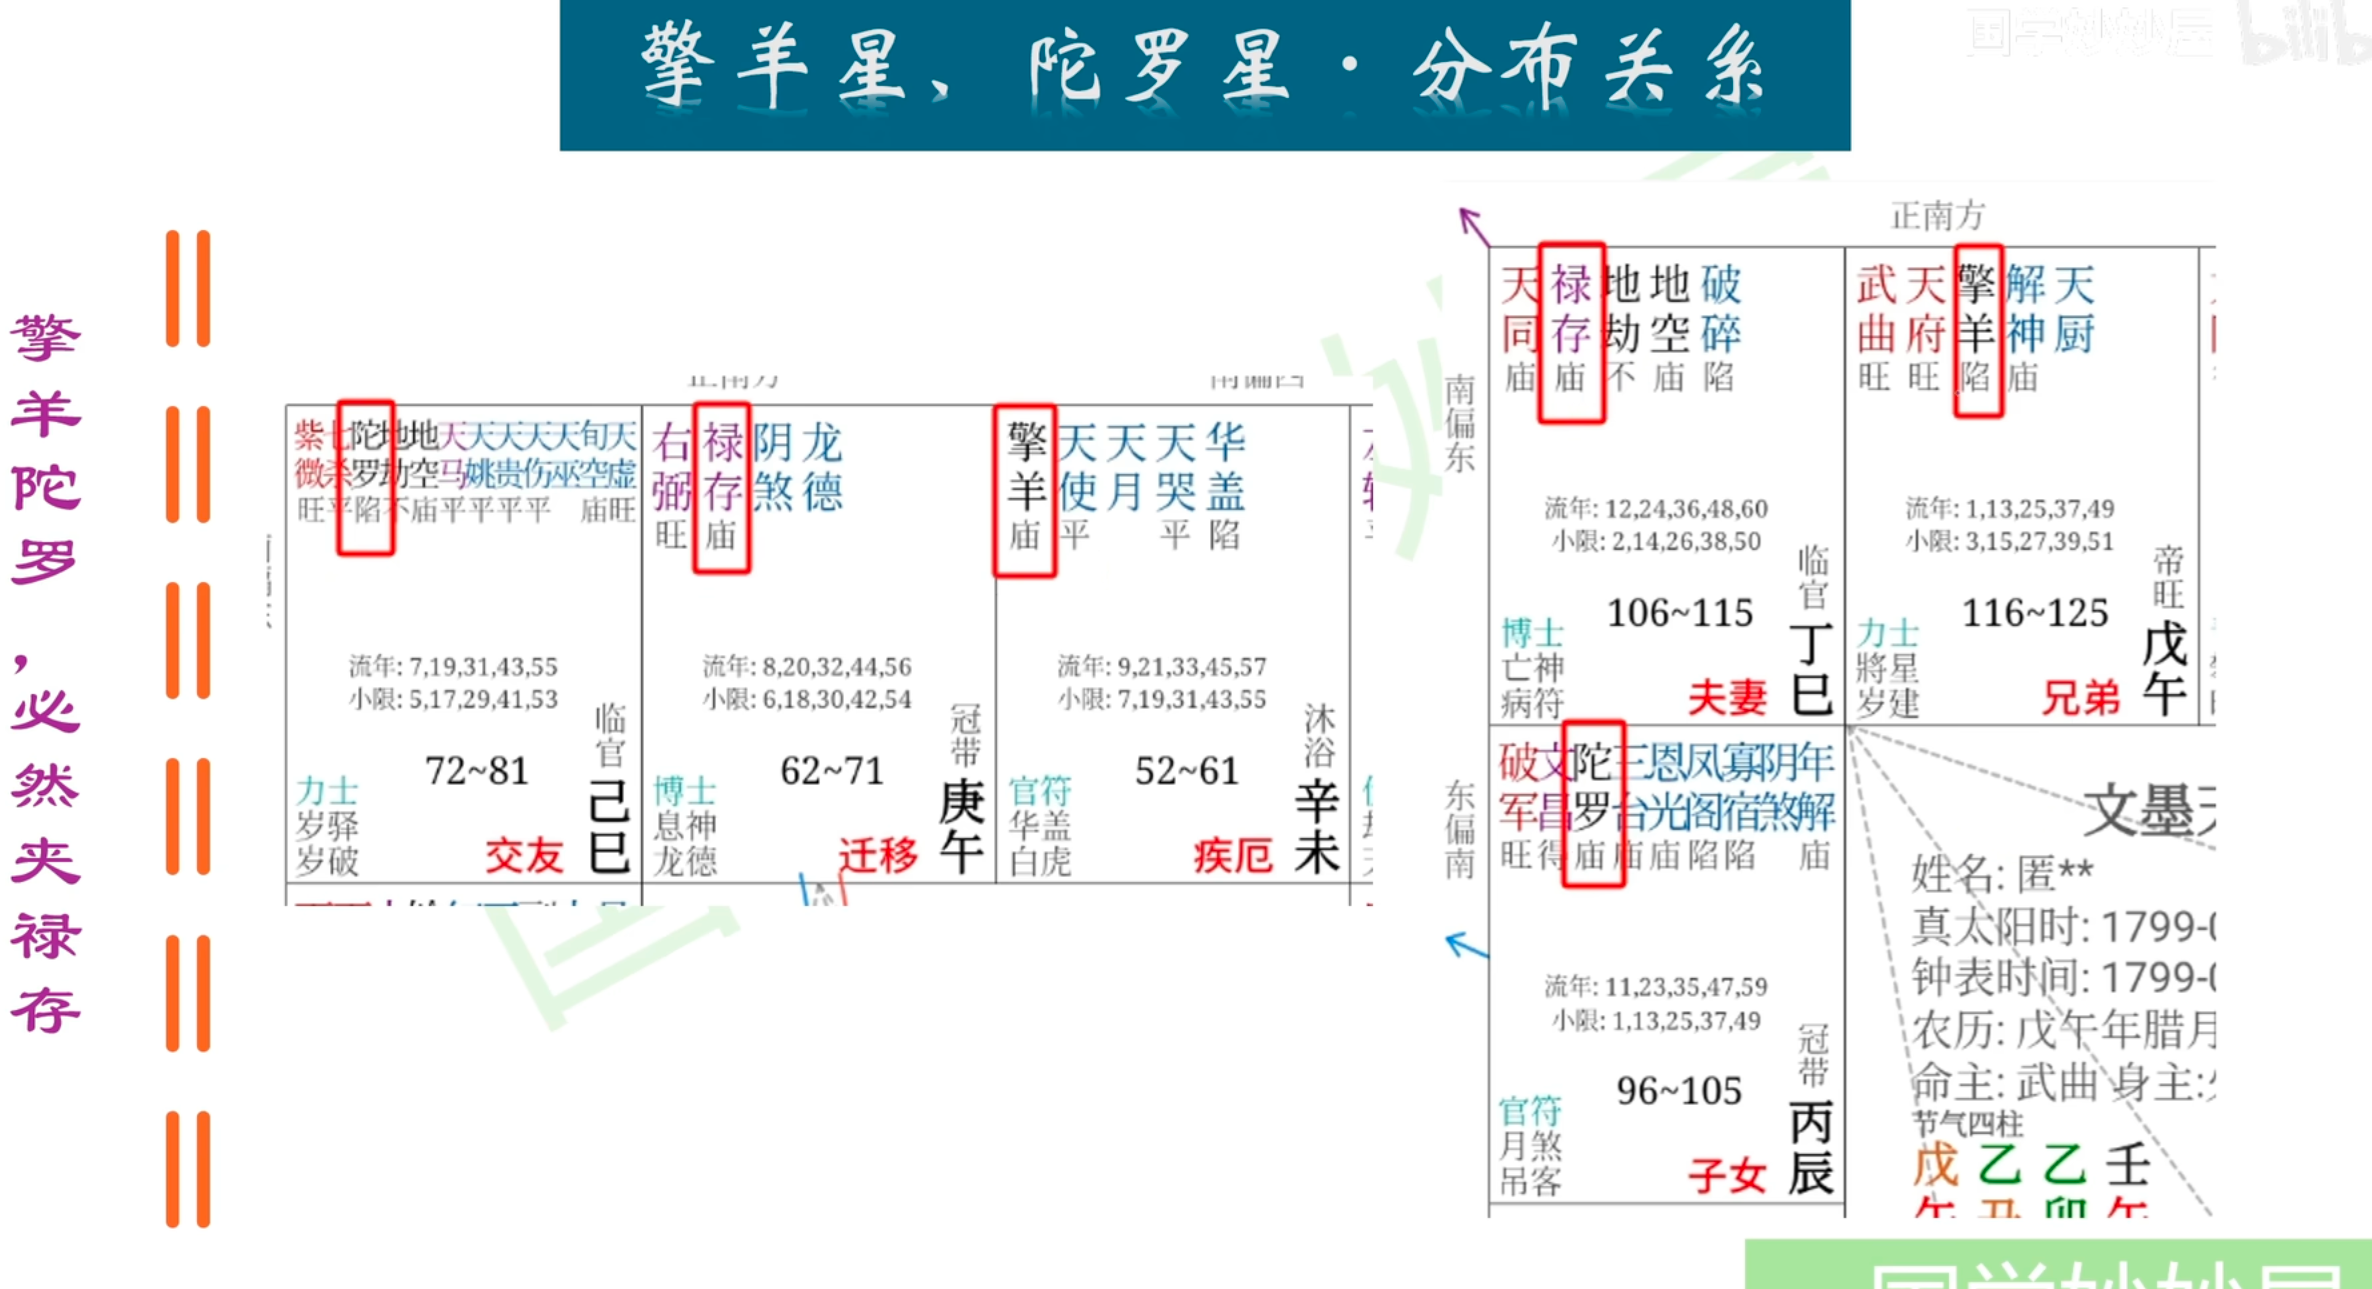 擎羊星、陀罗星·分布关系
国学妙妙屋
擎羊陀罗，必然夹禄存
正南方
紫七陀地地天天天天天旬天
微杀罗劫空马姚贵伤巫空虚
旺平陷不庙平平平平 庙旺
流年: 7,19,31,43,55
小限: 5,17,29,41,53
临官
72~81
力士
岁驿
岁破
交友
己巳
右禄阴龙
弼存煞德
旺庙
流年: 8,20,32,44,56
小限: 6,18,30,42,54
冠带
62~71
博士
息神
龙德
迁移
庚午
擎天天天华
羊使月哭盖
庙平 平陷
流年: 9,21,33,45,57
小限: 7,19,31,43,55
沐浴
52~61
官符
华盖
白虎
疾厄
辛未
正南方
南偏东
天禄地地破
同存劫空碎
庙庙不庙陷
流年: 12,24,36,48,60
小限: 2,14,26,38,50
临官
106~115
博士
亡神
病符
夫妻
丁巳
武天擎解天
曲府羊神厨
旺旺陷庙
流年: 1,13,25,37,49
小限: 3,15,27,39,51
帝旺
116~125
力士
將星
岁建
兄弟
戊午
东偏南
破文陀三恩凤寡阴年
军昌罗台光阁宿煞解
旺得庙庙庙陷陷 庙
流年: 11,23,35,47,59
小限: 1,13,25,37,49
冠带
96~105
官符
月煞
吊客
子女
丙辰
文墨
姓名: 匿**
真太阳时: 1799-
钟表时间: 1799-
农历: 戊午年腊月
命主: 武曲 身主:
节气四柱
戊乙乙壬
午丑卯午
国学妙妙屋